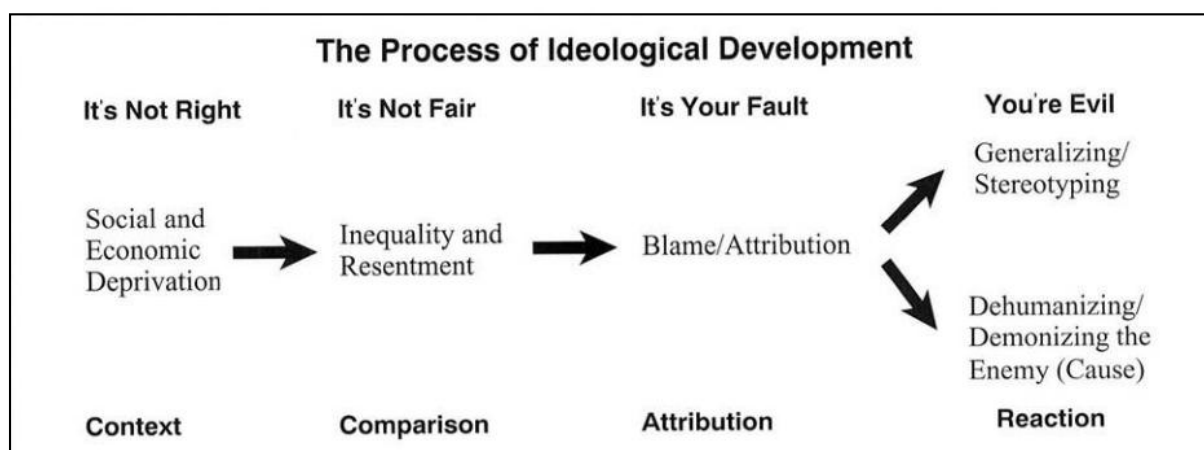 The Process of Ideological Development
It's Not Right
It's Not Fair
It's Your Fault
You're Evil
Social and
Economic
Deprivation
Inequality and
Resentment
Blame/Attribution
Generalizing/
Stereotyping
Dehumanizing/
Demonizing the
Enemy (Cause)
Context
Comparison
Attribution
Reaction